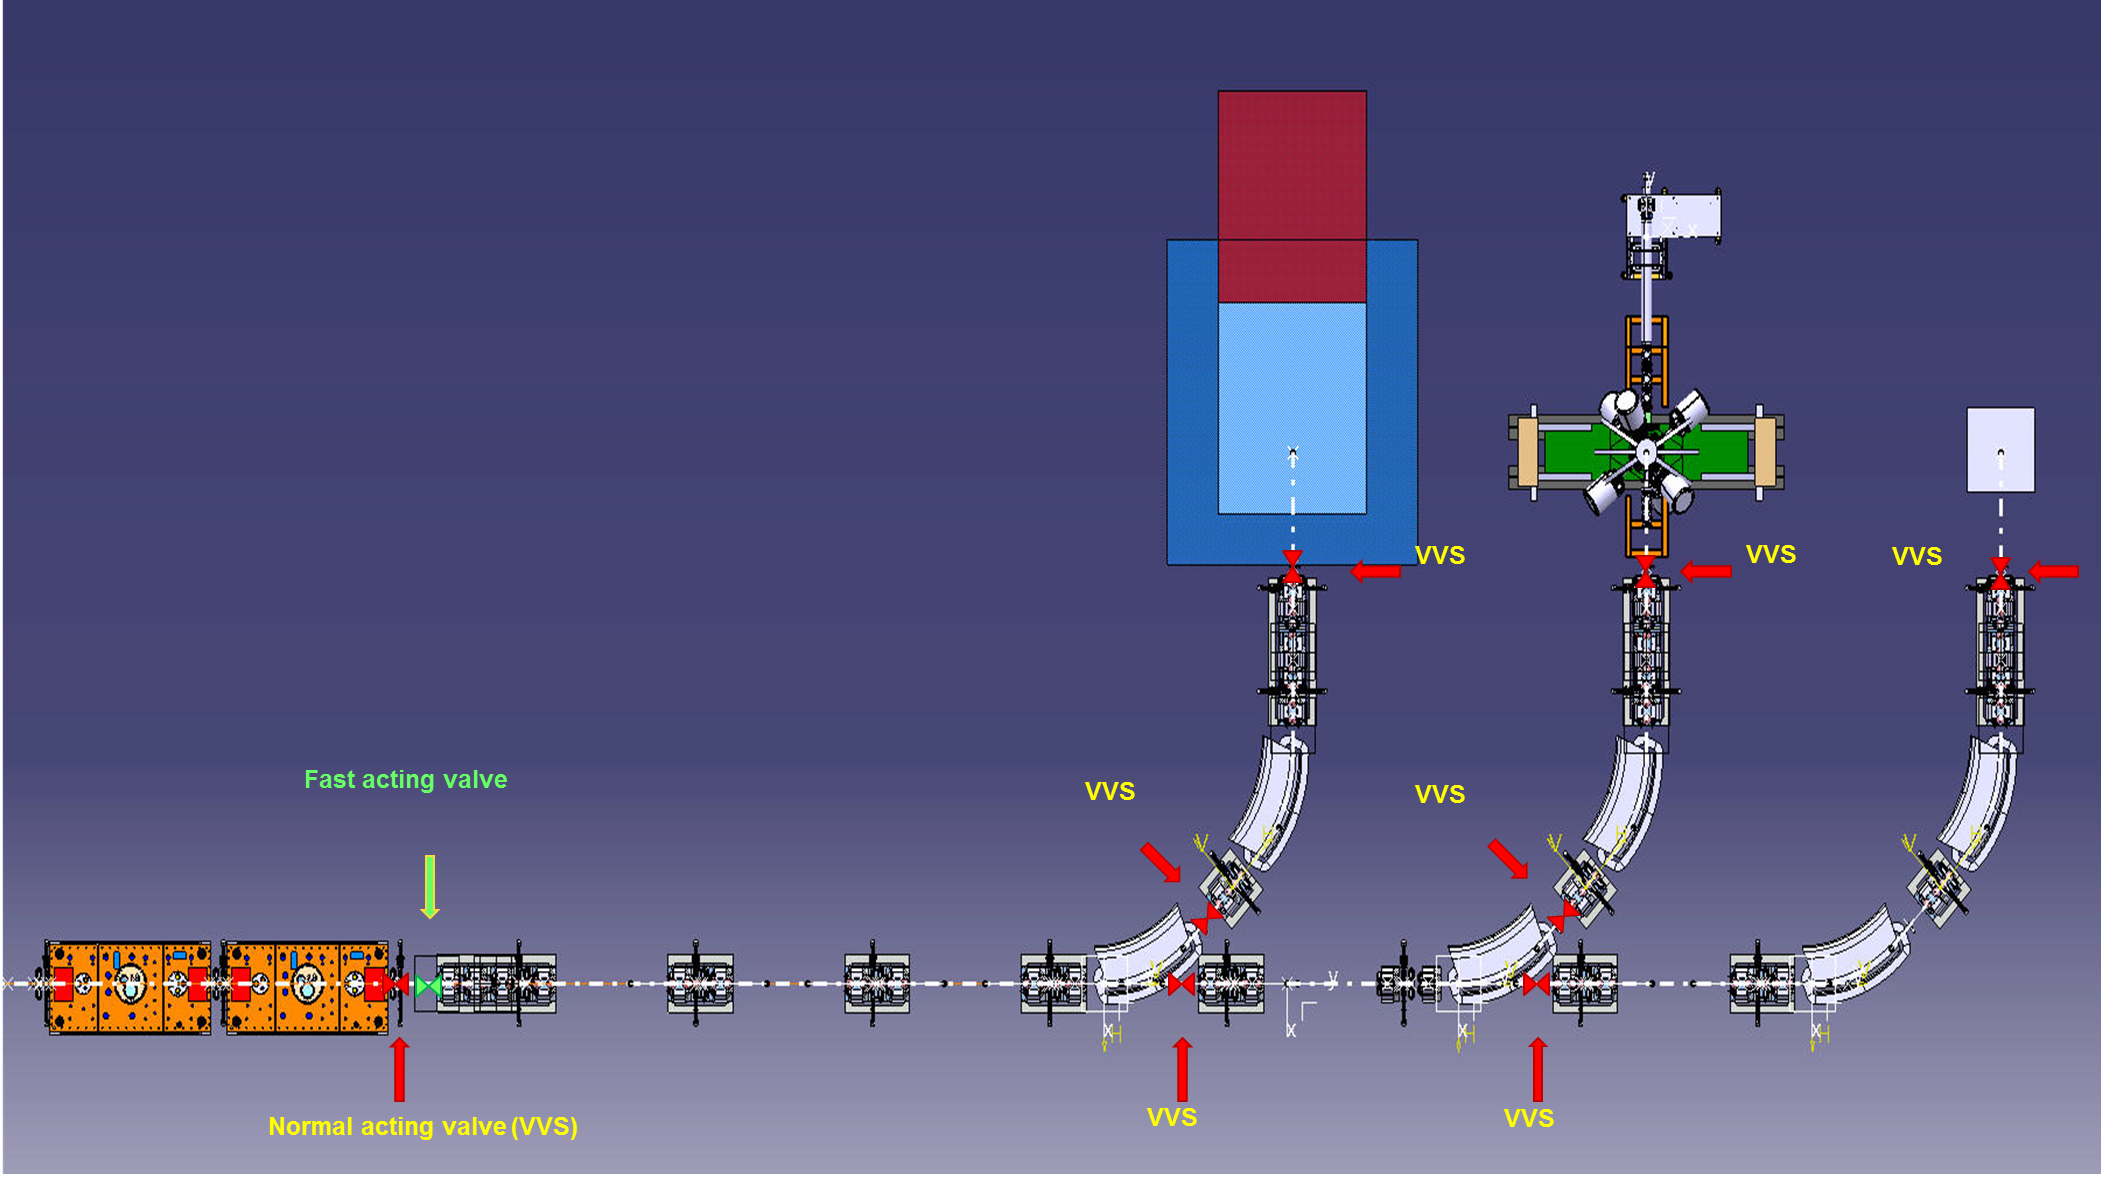 y
x
VVS
VVS
VVS
Fast acting valve
VVS
VVS
V
H
V
H
V
H
y
x
H
x
H
x
H
x
Normal acting valve (VVS)
VVS
VVS